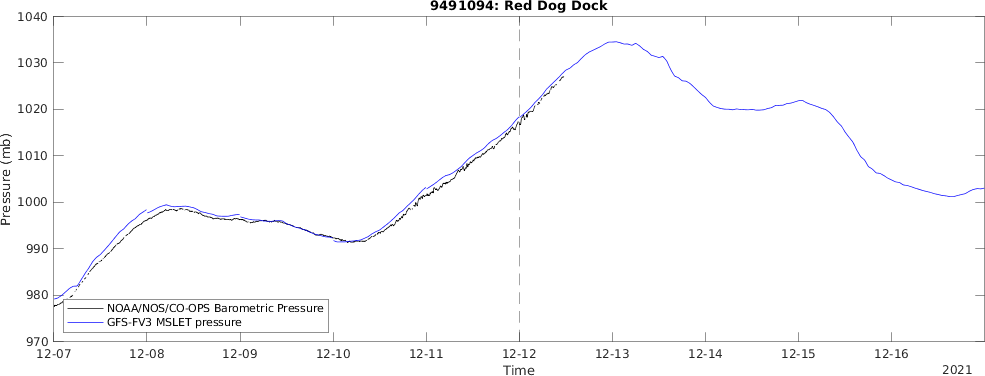 9491094: Red Dog Dock
Pressure (mb)
1040
1030
1020
1010
1000
990
980
970
NOAA/NOS/CO-OPS Barometric Pressure
GFS-FV3 MSLET pressure
12-07 12-08 12-09 12-10 12-11 12-12 12-13 12-14 12-15 12-16
Time
2021